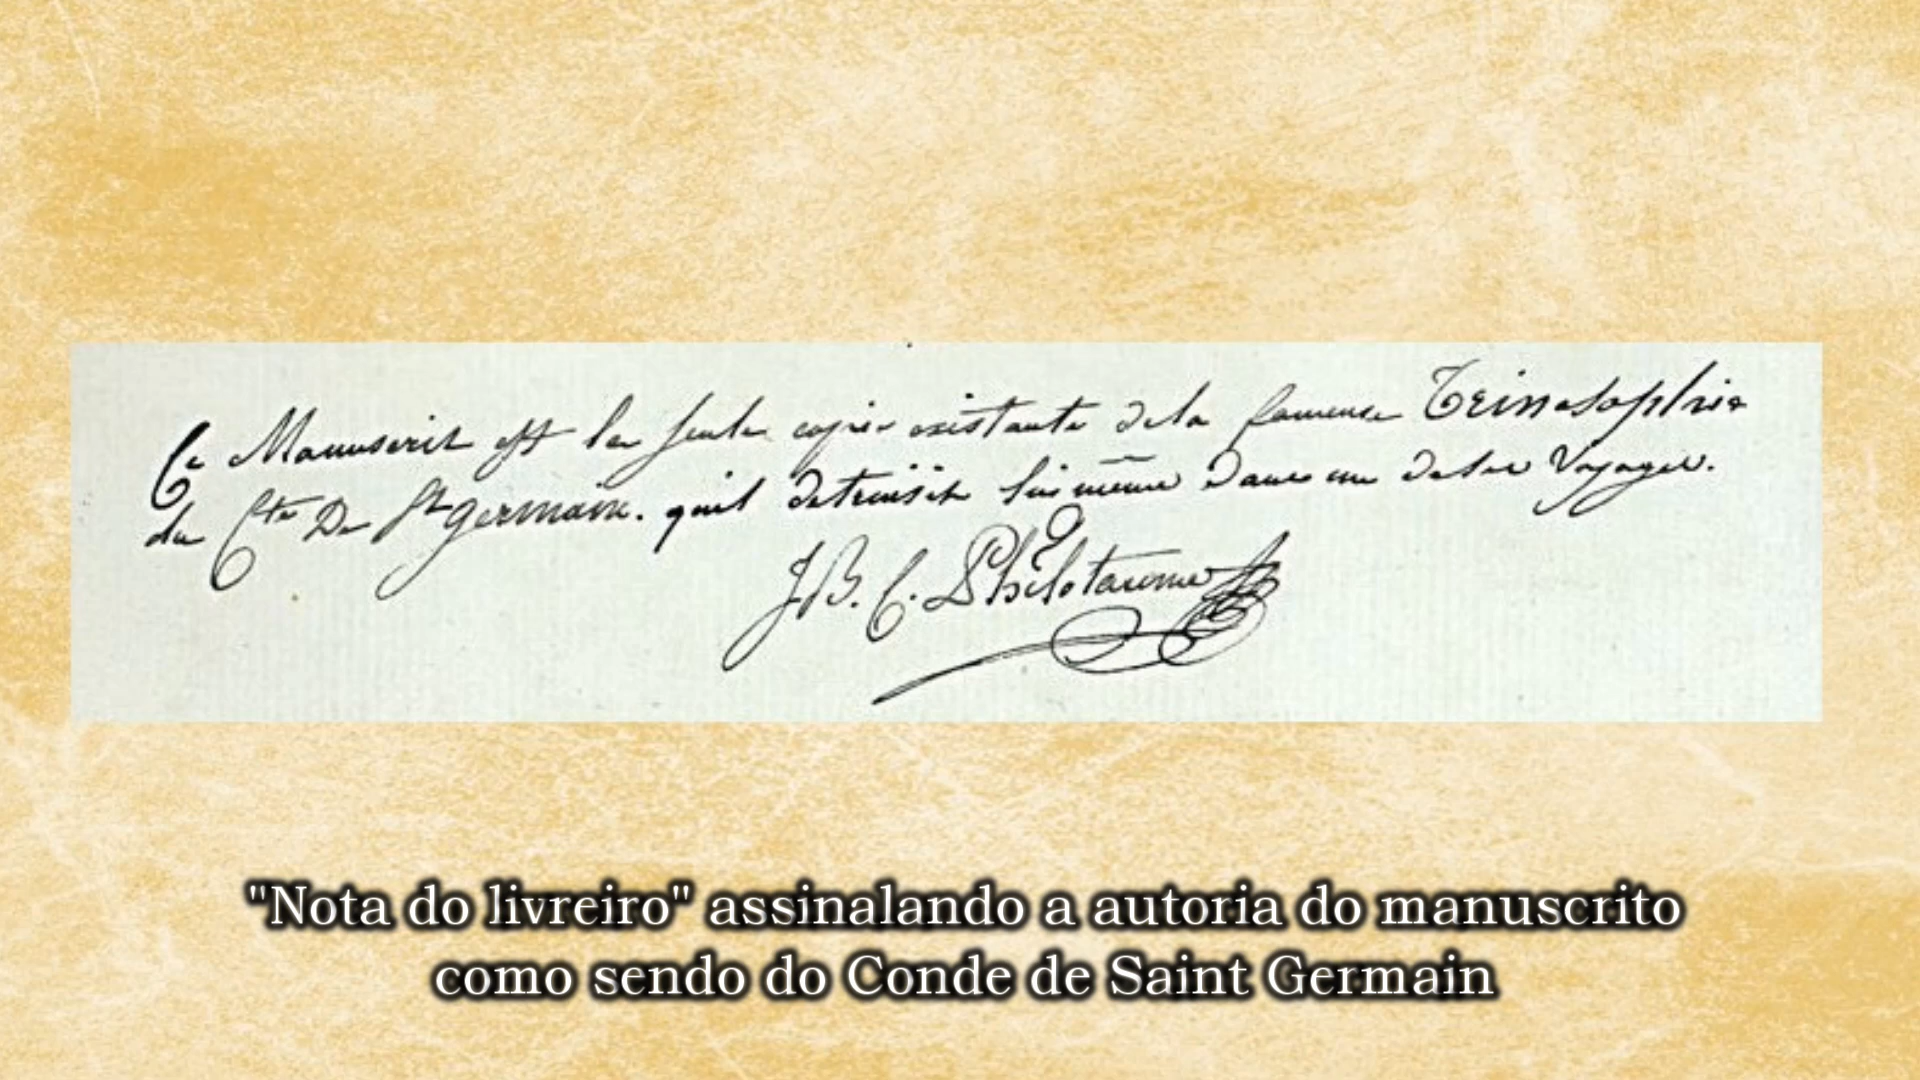 Ce Manuscrit est la seule copie existante de la fameuse Trinosophie
du Cte De St Germain. quil detruisit lui même dans un de ses Voyages.
J.B. C. Philotaume
"Nota do livreiro" assinalando a autoria do manuscrito
como sendo do Conde de Saint Germain